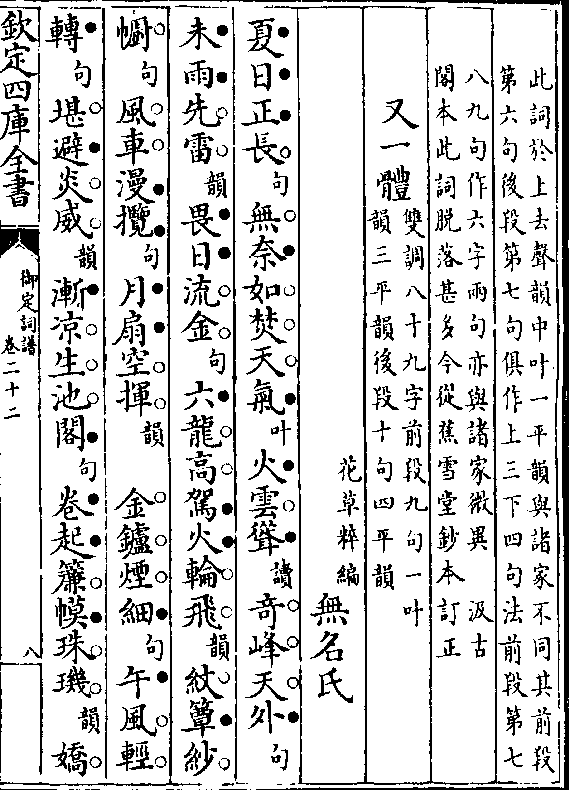 此詞於上去聲韻中叶一平韻與諸家不同其前段
第六句後段第七句俱作上三下四句法前段第七
八九句作六字兩句亦與諸家微異 汲古
閣本此詞脫落甚多今從蕉雪堂鈔本訂正
又一體 雙調八十九字前段九句一叶
韻三平韻後段十句四平韻
花草粹編 無名氏
夏日正長句無奈如焚天氣叶火雲聳讀奇峰天外句
未雨先雷韻畏日流金句六龍高駕火輪飛韻紋簟紗
幮句風車漫攪句月扇空揮韻 金鑪煙細句午風輕
轉句堪避炎威韻漸凉生池閣句卷起簾幙珠璣韻嬌
欽定四庫全書 御定詞譜
卷二十二 八